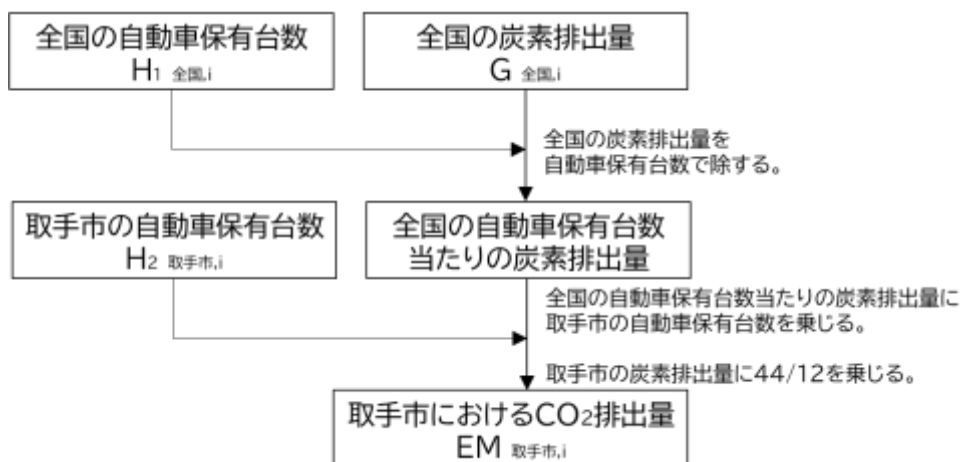 全国の自動車保有台数
H1 全国,i
全国の炭素排出量
G 全国,i
全国の炭素排出量を
自動車保有台数で除する。
取手市の自動車保有台数
H2 取手市,i
全国の自動車保有台数
当たりの炭素排出量
全国の自動車保有台数当たりの炭素排出量に
取手市の自動車保有台数を乗じる。
取手市の炭素排出量に44/12を乗じる。
取手市におけるCO2排出量
EM 取手市,i